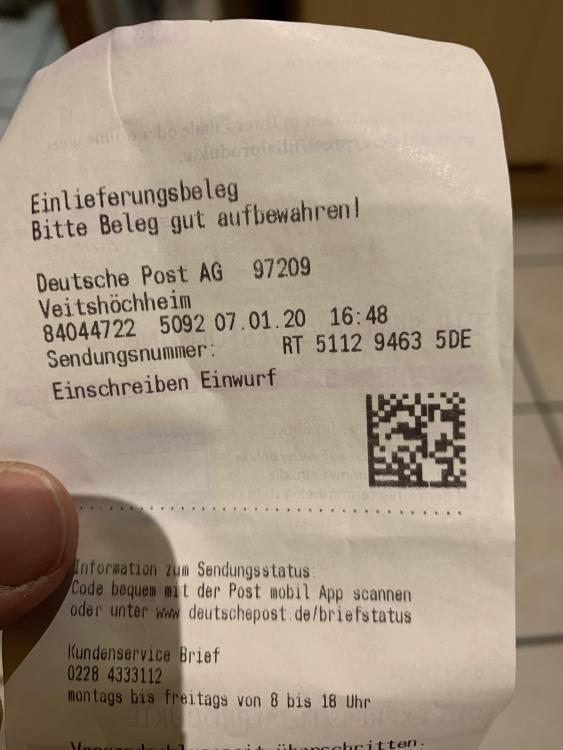 Einlieferungsbeleg
Bitte Beleg gut aufbewahren!
Deutsche Post AG 97209
Veitshöchheim
84044722 5092 07.01.20 16:48
Sendungsnummer: RT 5112 9463 5DE
Einschreiben Einwurf
Information zum Sendungsstatus:
Code bequem mit der Post mobil App scannen
oder unter www.deutschepost.de/briefstatus
Kundenservice Brief
0228 4333112
montags bis freitags von 8 bis 18 Uhr
überschritten: